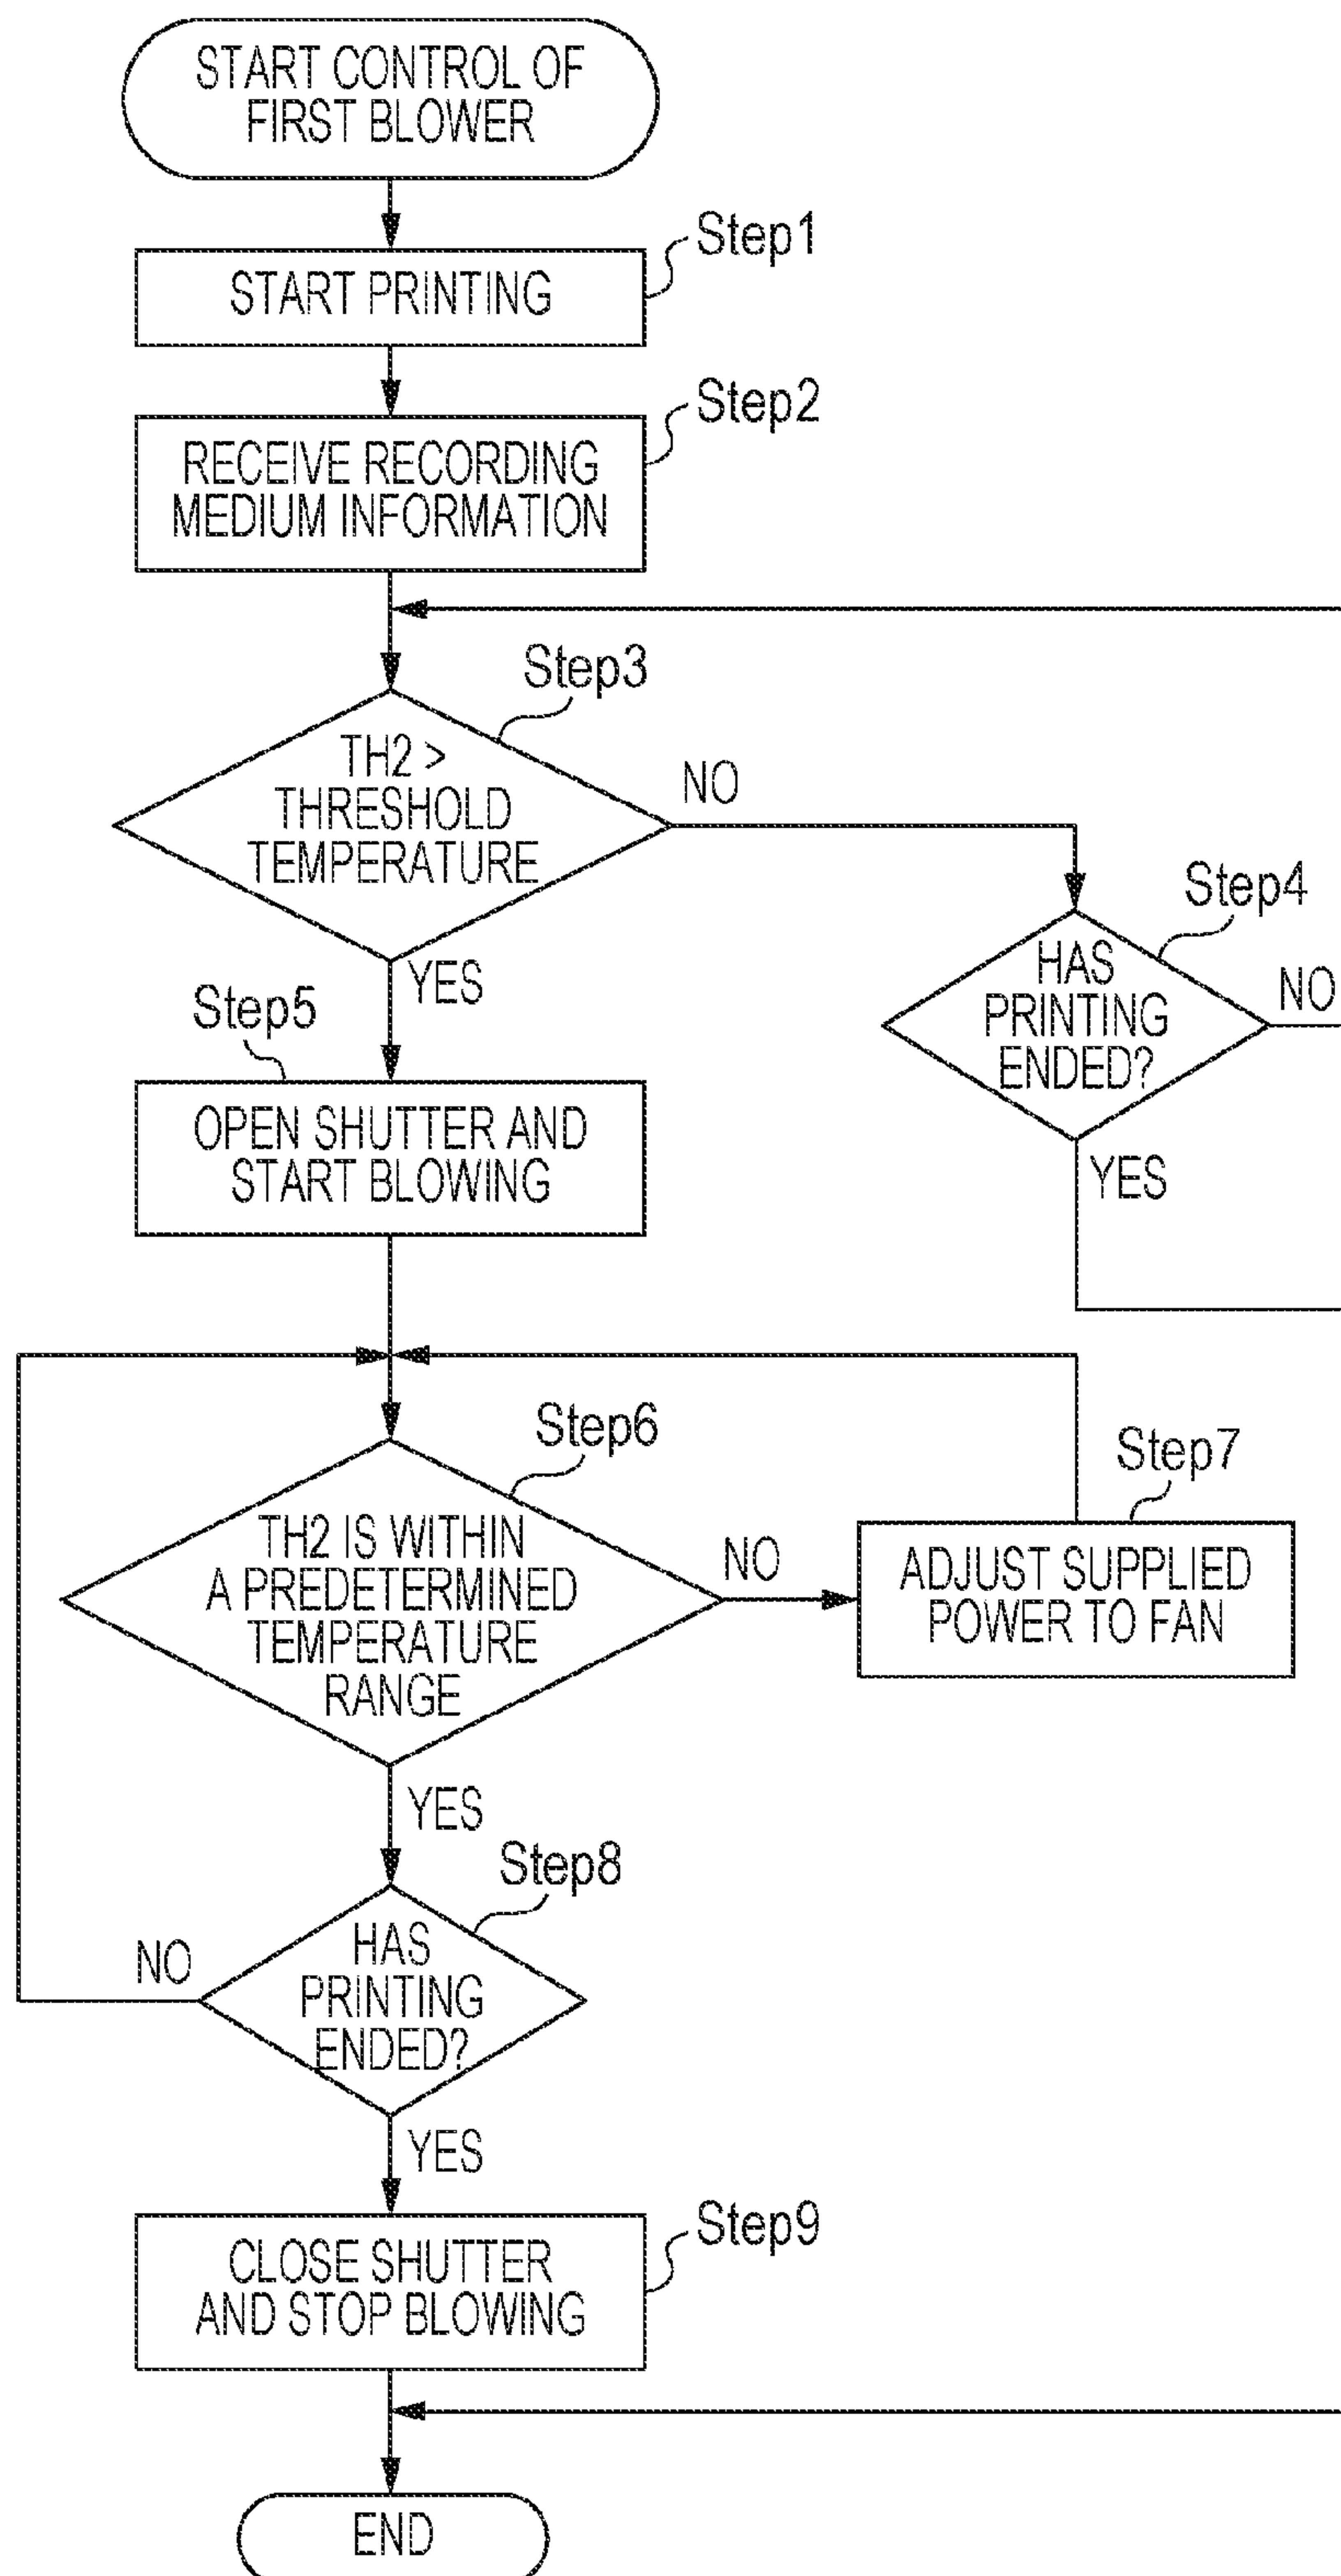 START CONTROL OF
FIRST BLOWER
Step1
START PRINTING
Step2
RECEIVE RECORDING
MEDIUM INFORMATION
Step3
TH2 >
THRESHOLD
TEMPERATURE
NO
YES
Step4
HAS
PRINTING
ENDED?
NO
YES
Step5
OPEN SHUTTER AND
START BLOWING
Step6
TH2 IS WITHIN
A PREDETERMINED
TEMPERATURE
RANGE
NO
YES
Step7
ADJUST SUPPLIED
POWER TO FAN
Step8
HAS
PRINTING
ENDED?
NO
YES
Step9
CLOSE SHUTTER
AND STOP BLOWING
END